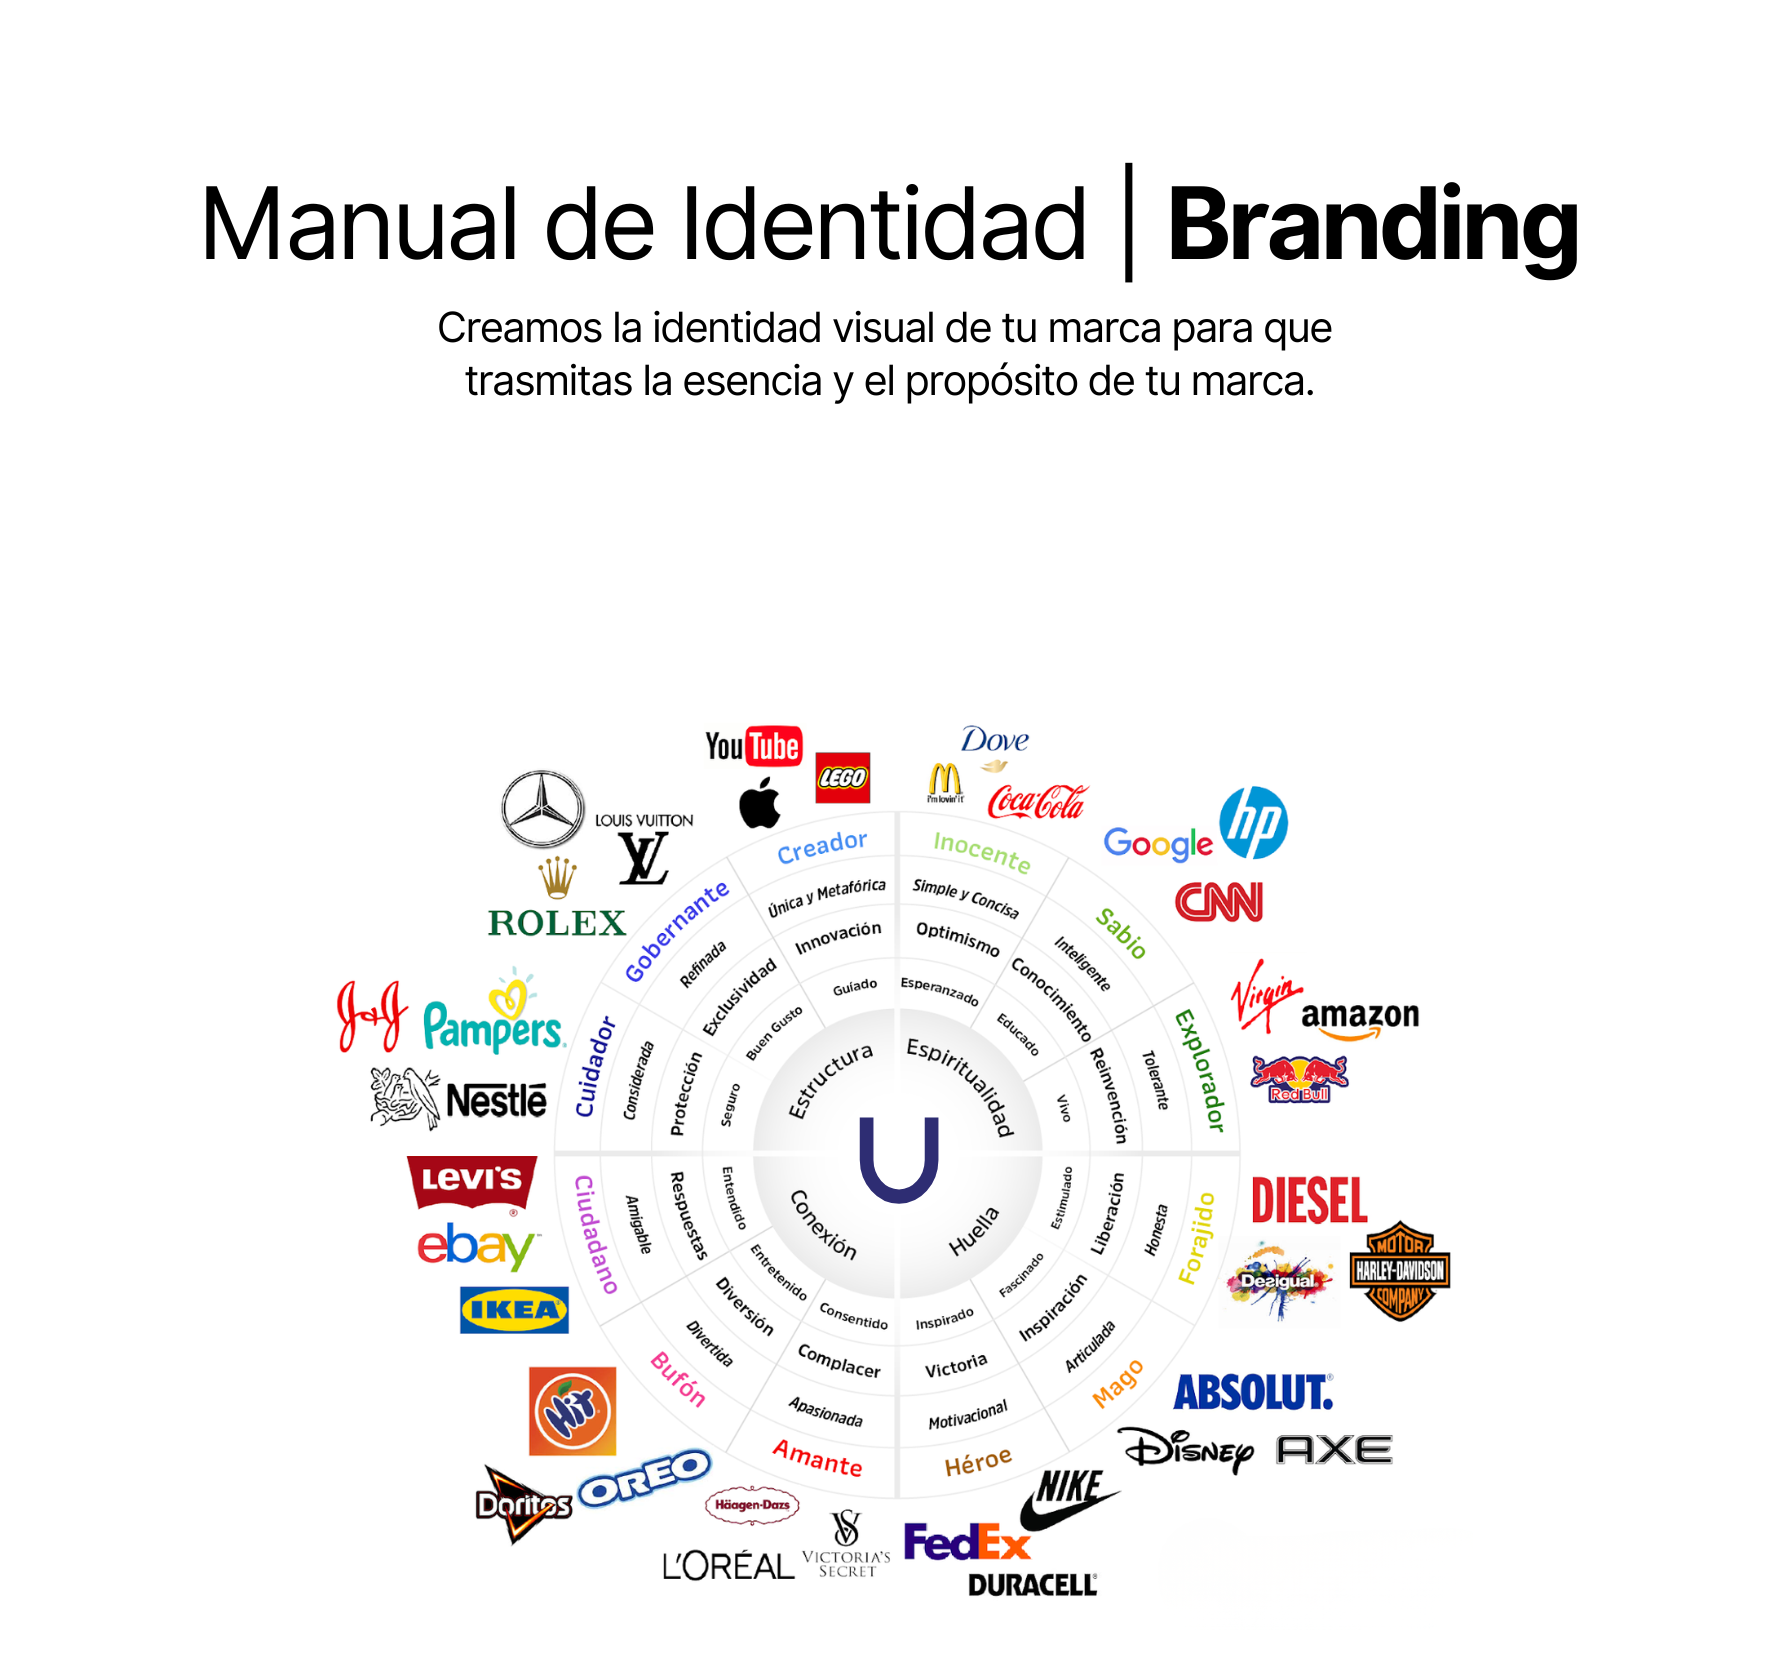 Manual de Identidad | Branding
Creamos la identidad visual de tu marca para que
trasmitas la esencia y el propósito de tu marca.
YouTube
LEGO
Dove
i'm lovin' it
Coca-Cola
hp
Google
CNN
LOUIS VUITTON
LV
ROLEX
Creador
Única y Metafórica
Innovación
Guíado
Inocente
Simple y Concisa
Optimismo
Esperanzado
Gobernante
Refinada
Exclusividad
Buen Gusto
Sabio
Inteligente
Conocimiento
Educado
J&J
Pampers.
Nestlé
Cuidador
Considerada
Protección
Seguro
Explorador
Tolerante
Reinvención
Vivo
Virgin
amazon
Red Bull
Estructura
Espiritualidad
U
Conexión
Huella
LEVI'S
ebay
IKEA
Ciudadano
Amigable
Respuestas
Entendido
Forajido
Honesta
Liberación
Estimulado
DIESEL
Desigual.
MOTOR
HARLEY-DAVIDSON
COMPANY
Bufón
Divertida
Diversión
Entretenido
Mago
Articulada
Inspiración
Fascinado
Hit
Doritos
OREO
ABSOLUT.
Disney
AXE
Amante
Apasionada
Complacer
Consentido
Héroe
Motivacional
Victoria
Inspirado
Häagen-Dazs
L'ORÉAL
VS
VICTORIA'S
SECRET
NIKE
FedEx
DURACELL